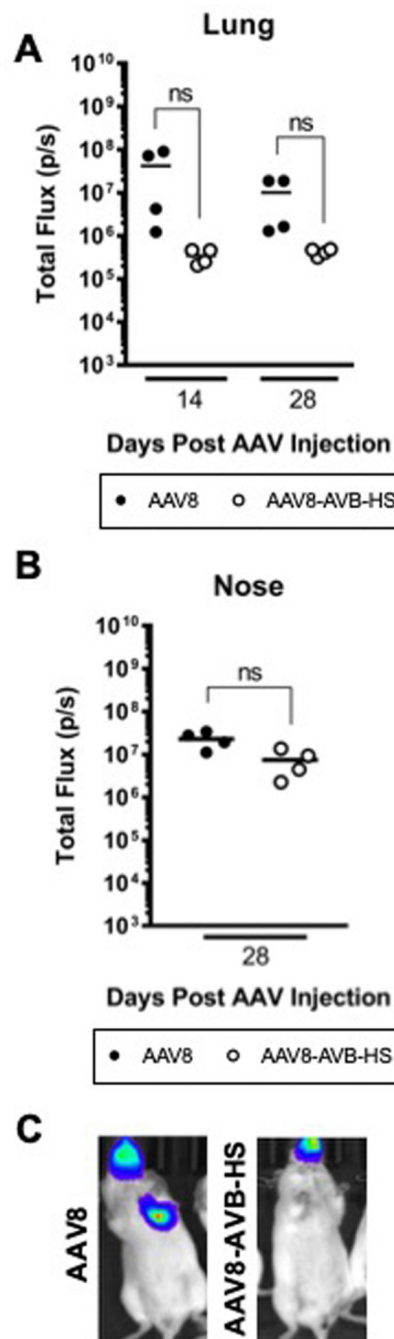 A
Lung
Total Flux (p/s)
10¹⁰
10⁹
10⁸
10⁷
10⁶
10⁵
10⁴
10³
ns
ns
14
28
Days Post AAV Injection
● AAV8 ○ AAV8-AVB-HS
B
Nose
Total Flux (p/s)
10¹⁰
10⁹
10⁸
10⁷
10⁶
10⁵
10⁴
10³
ns
28
Days Post AAV Injection
● AAV8 ○ AAV8-AVB-HS
C
AAV8
AAV8-AVB-HS